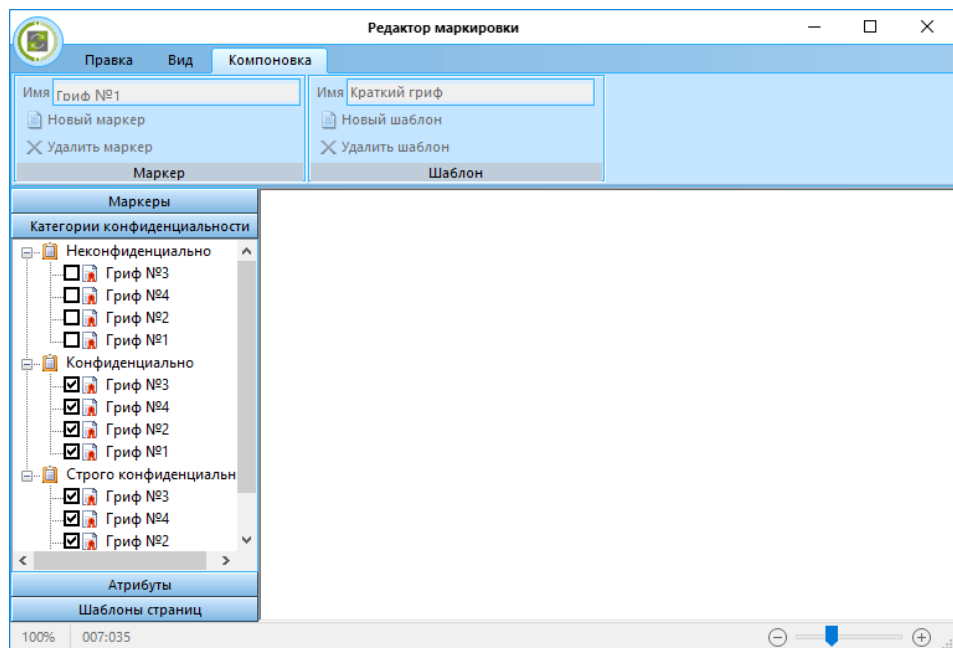 Редактор маркировки
Правка Вид Компоновка
Имя Гриф №1 Имя Краткий гриф
Новый маркер Новый шаблон
Удалить маркер Удалить шаблон
Маркер Шаблон
Маркеры
Категории конфиденциальности
Неконфиденциально
Гриф №3
Гриф №4
Гриф №2
Гриф №1
Конфиденциально
Гриф №3
Гриф №4
Гриф №2
Гриф №1
Строго конфиденциальн
Гриф №3
Гриф №4
Гриф №2
Атрибуты
Шаблоны страниц
100% 007:035